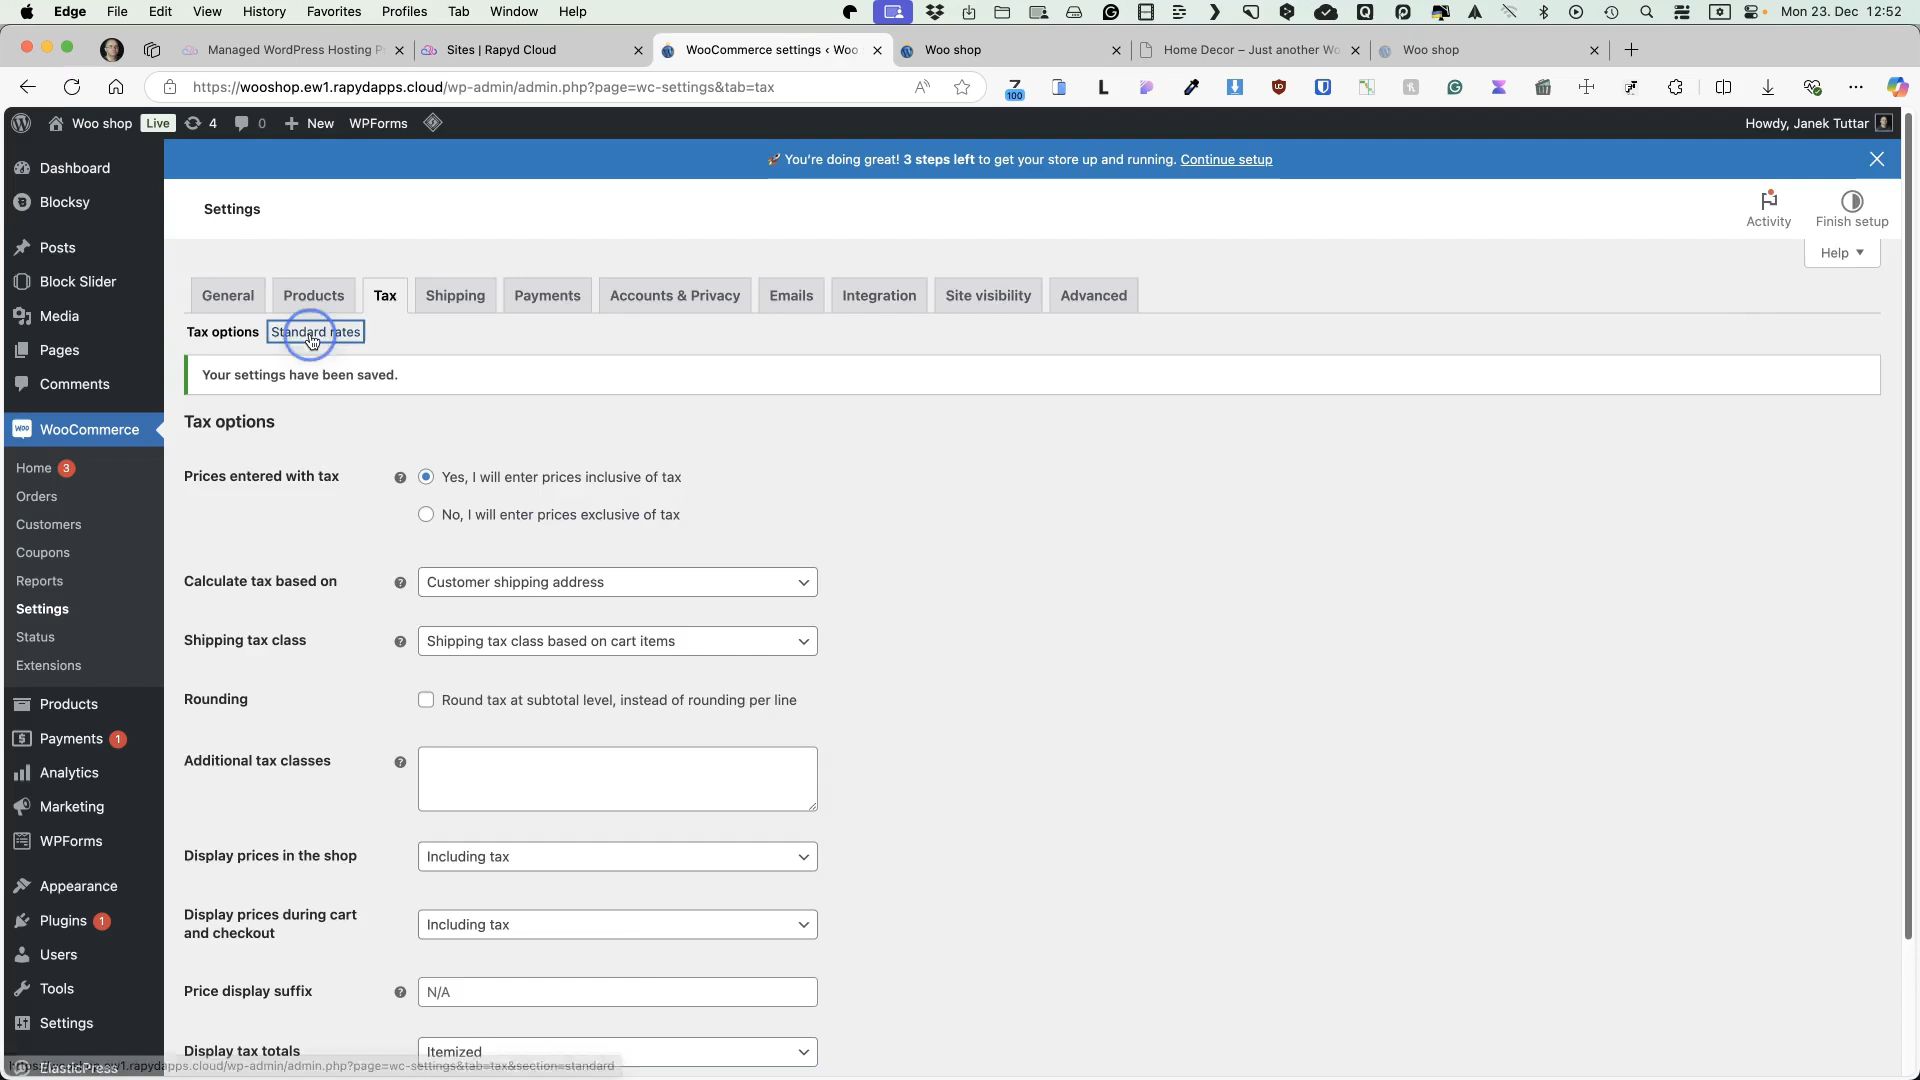 Edge File Edit View History Favorites Profiles Tab Window Help Mon 23. Dec 12:52
Managed WordPress Hosting P Sites | Rapyd Cloud WooCommerce settings ‹ Woo Woo shop Home Decor – Just another Wo Woo shop
https://wooshop.ew1.rapydapps.cloud/wp-admin/admin.php?page=wc-settings&tab=tax
100
Woo shop Live 4 0 New WPForms Howdy, Janek Tuttar
You're doing great! 3 steps left to get your store up and running. Continue setup
Dashboard
Blocksy
Posts
Block Slider
Media
Pages
Comments
WooCommerce
Home 3
Orders
Customers
Coupons
Reports
Settings
Status
Extensions
Products
Payments 1
Analytics
Marketing
WPForms
Appearance
Plugins 1
Users
Tools
Settings
ElasticPress
Settings
Activity
Finish setup
Help
General Products Tax Shipping Payments Accounts & Privacy Emails Integration Site visibility Advanced
Tax options Standard rates
Your settings have been saved.
Tax options
Prices entered with tax Yes, I will enter prices inclusive of tax
No, I will enter prices exclusive of tax
Calculate tax based on Customer shipping address
Shipping tax class Shipping tax class based on cart items
Rounding Round tax at subtotal level, instead of rounding per line
Additional tax classes
Display prices in the shop Including tax
Display prices during cart
and checkout
Including tax
Price display suffix N/A
Display tax totals Itemized
ew1.rapydapps.cloud/wp-admin/admin.php?page=wc-settings&tab=tax&section=standard